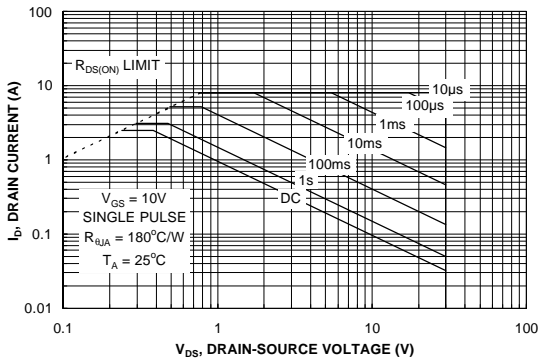 100
10
1
0.1
0.01
I_D, DRAIN CURRENT (A)
R_DS(ON) LIMIT
10µs
100µs
1ms
10ms
100ms
1s
DC
V_GS = 10V
SINGLE PULSE
R_θJA = 180°C/W
T_A = 25°C
0.1 1 10 100
V_DS, DRAIN-SOURCE VOLTAGE (V)